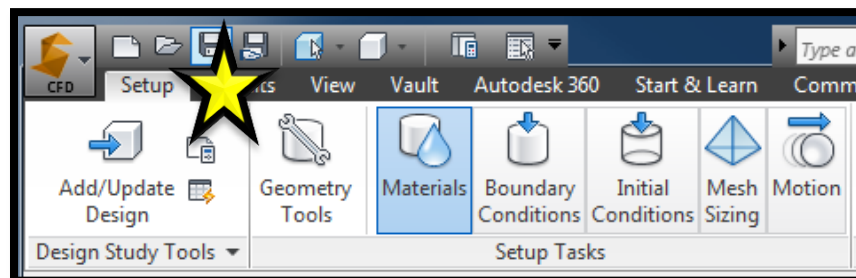 Type a
CFD Setup View Vault Autodesk 360 Start & Learn Comm
Add/Update Design
Geometry Tools
Materials
Boundary Conditions
Initial Conditions
Mesh Sizing
Motion
Design Study Tools Setup Tasks